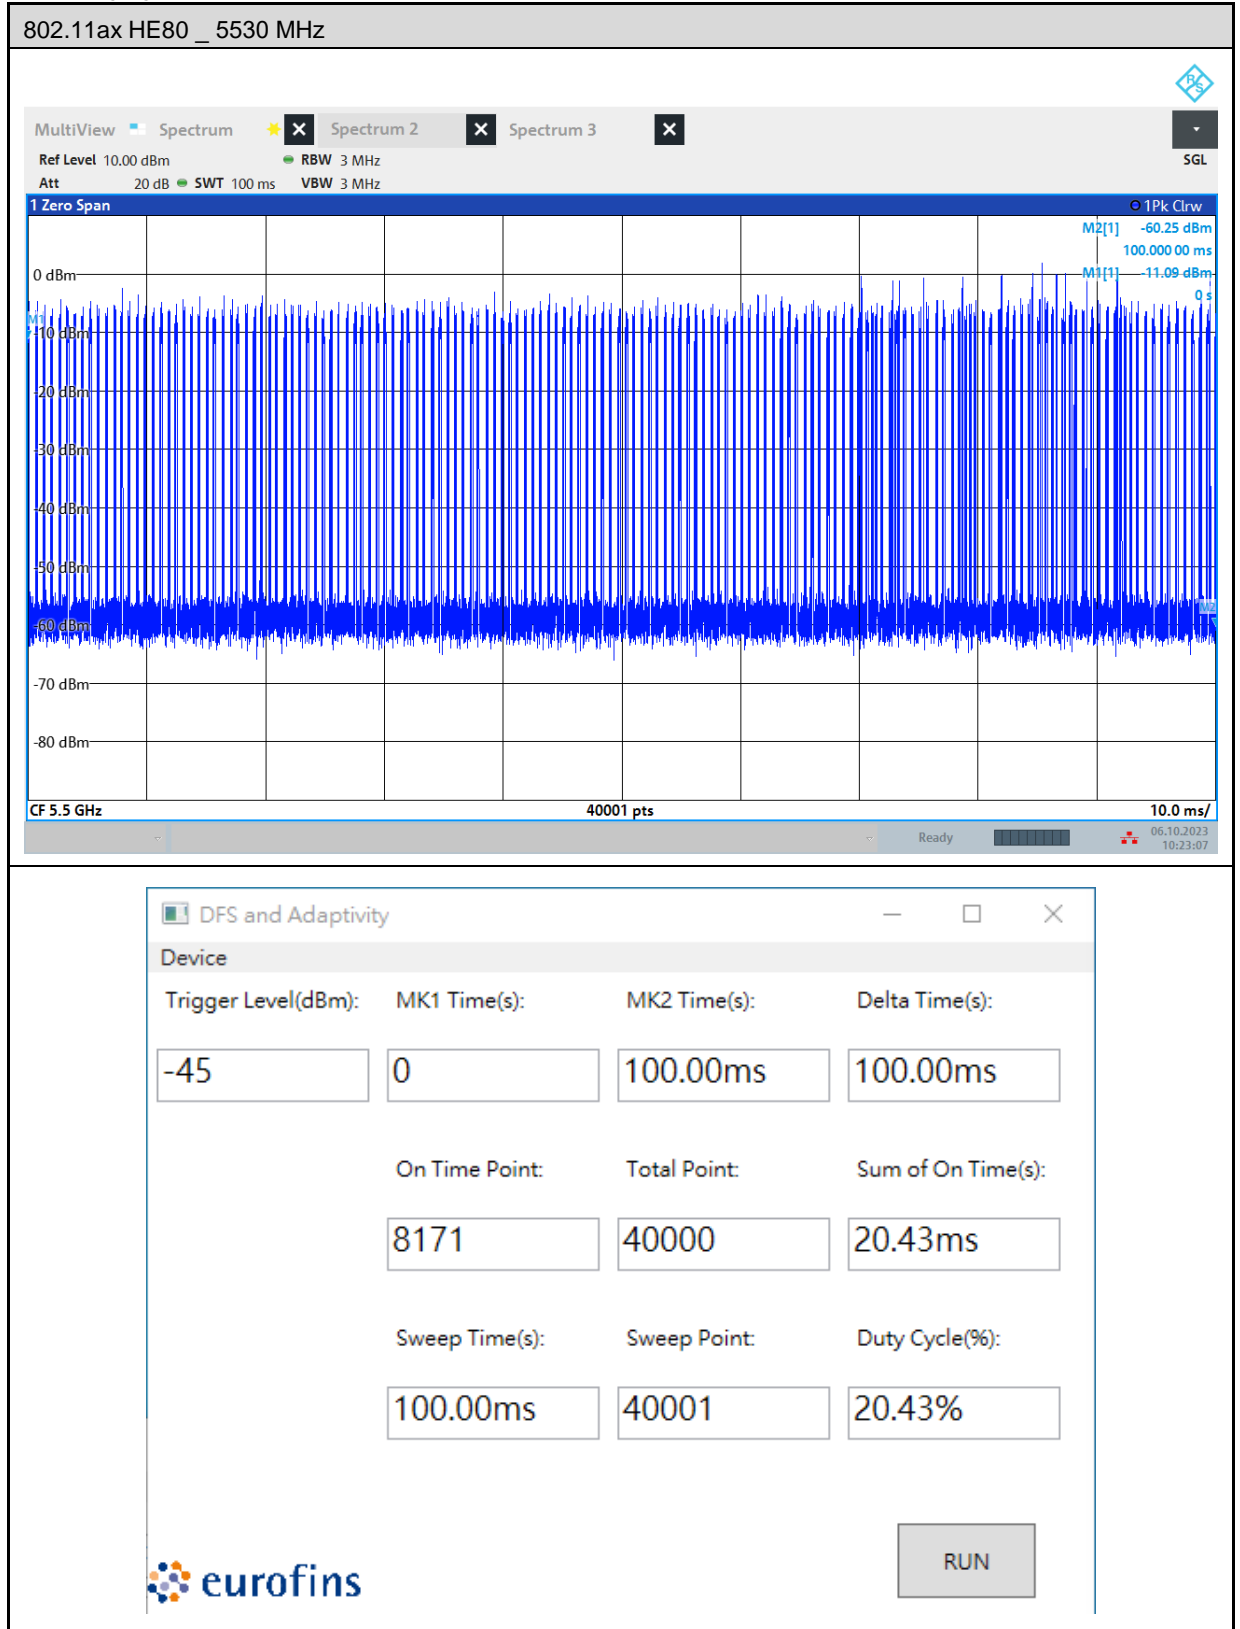 802.11ax HE80 _ 5530 MHz
R&S
MultiView Spectrum Spectrum 2 Spectrum 3
Ref Level 10.00 dBm RBW 3 MHz SGL
Att 20 dB SWT 100 ms VBW 3 MHz
1 Zero Span 1Pk Clrw
M2[1] -60.25 dBm
100.000 00 ms
M1[1] -11.09 dBm
0 s
0 dBm
M1
-10 dBm
-20 dBm
-30 dBm
-40 dBm
-50 dBm
M2
-60 dBm
-70 dBm
-80 dBm
CF 5.5 GHz 40001 pts 10.0 ms/
Ready 06.10.2023
10:23:07
DFS and Adaptivity
Device
Trigger Level(dBm): MK1 Time(s): MK2 Time(s): Delta Time(s):
-45 0 100.00ms 100.00ms
On Time Point: Total Point: Sum of On Time(s):
8171 40000 20.43ms
Sweep Time(s): Sweep Point: Duty Cycle(%):
100.00ms 40001 20.43%
RUN
eurofins